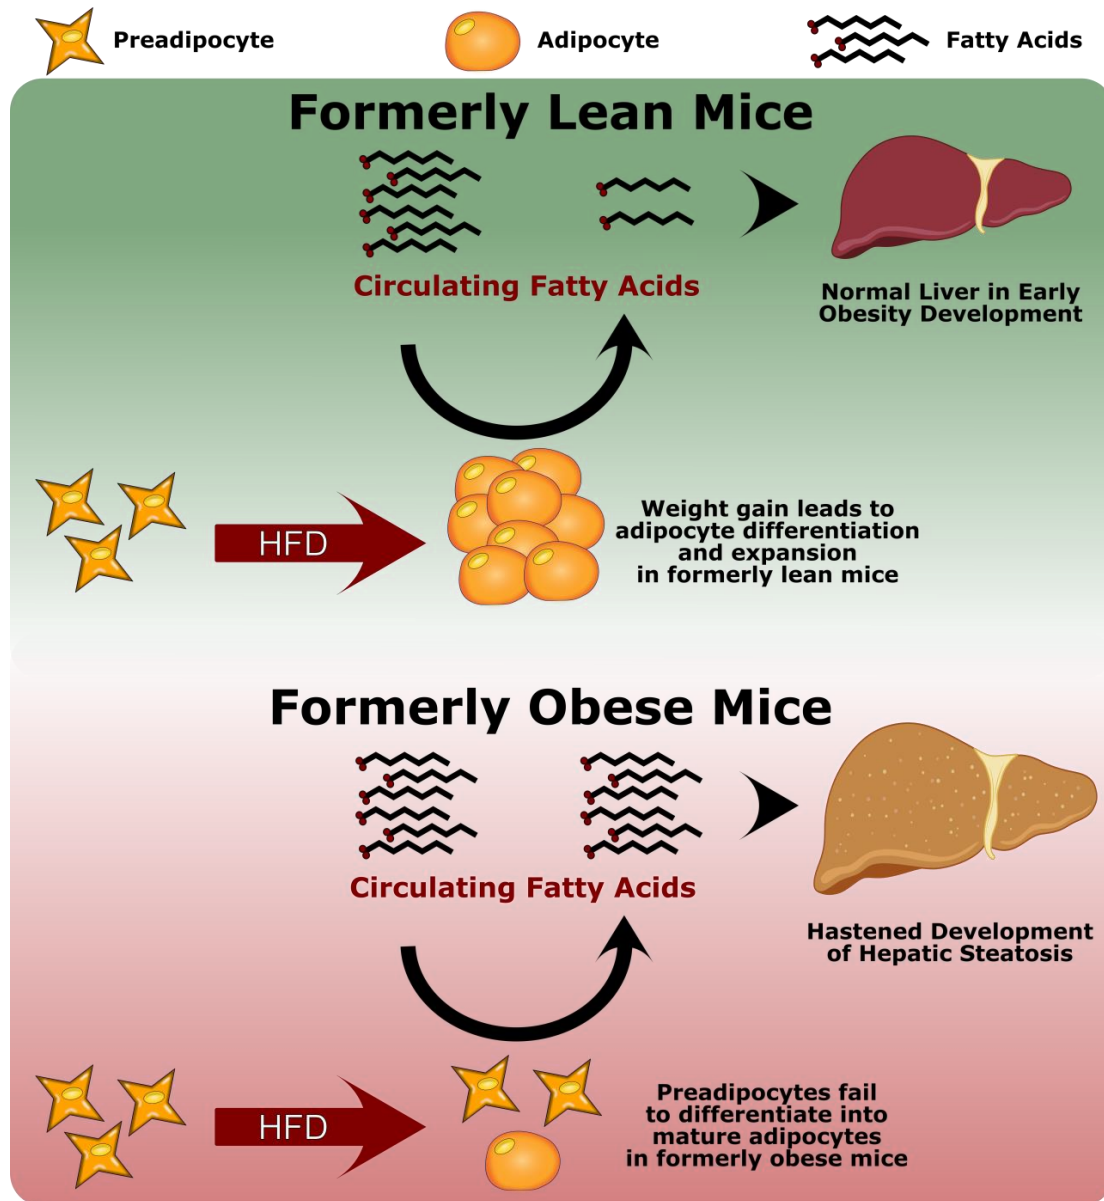 Preadipocyte
Adipocyte
Fatty Acids
Formerly Lean Mice
Circulating Fatty Acids
Normal Liver in Early
Obesity Development
HFD
Weight gain leads to
adipocyte differentiation
and expansion
in formerly lean mice
Formerly Obese Mice
Circulating Fatty Acids
Hastened Development
of Hepatic Steatosis
HFD
Preadipocytes fail
to differentiate into
mature adipocytes
in formerly obese mice